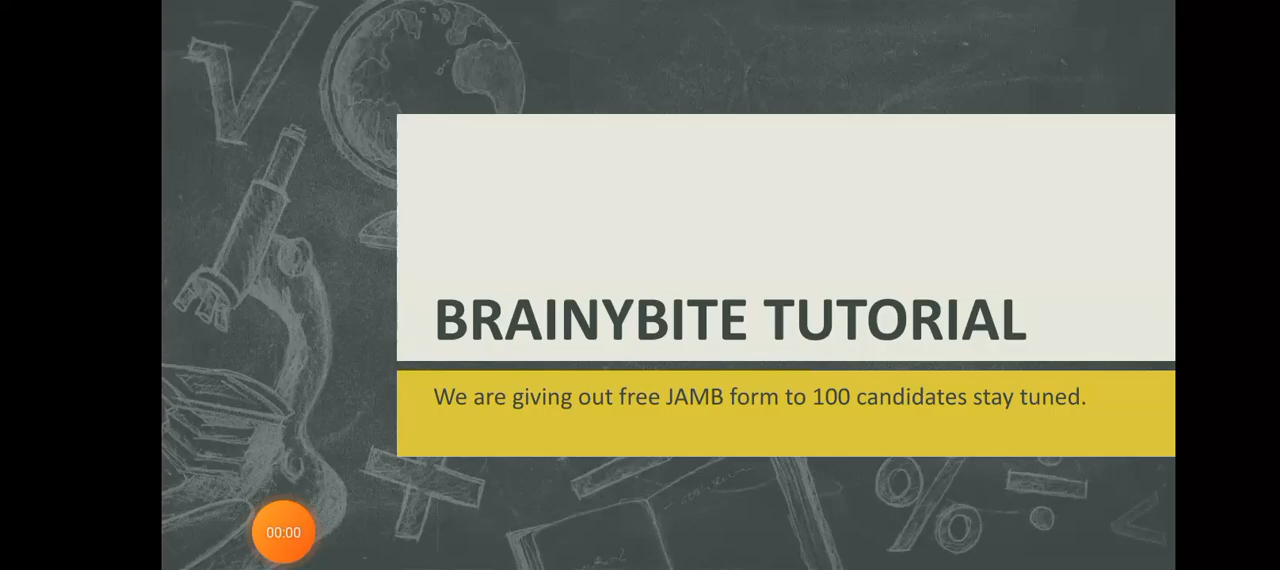 BRAINYBITE TUTORIAL
We are giving out free JAMB form to 100 candidates stay tuned.
00:00